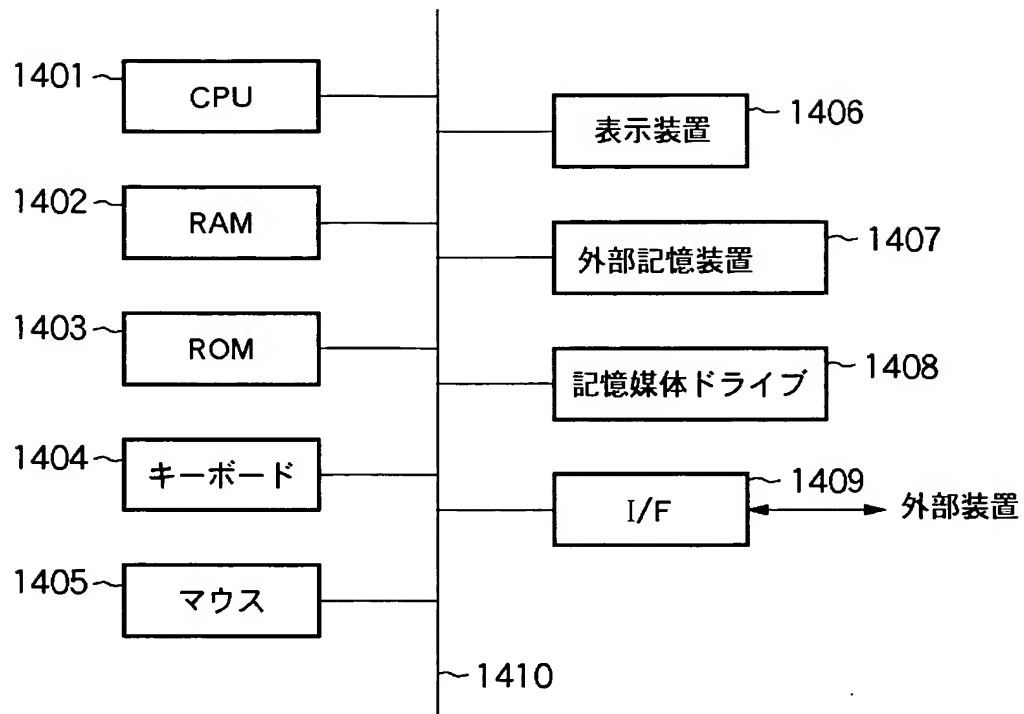 1401
CPU
1402
RAM
1403
ROM
1404
キーボード
1405
マウス
1406
表示装置
1407
外部記憶装置
1408
記憶媒体ドライブ
1409
I/F
外部装置
1410